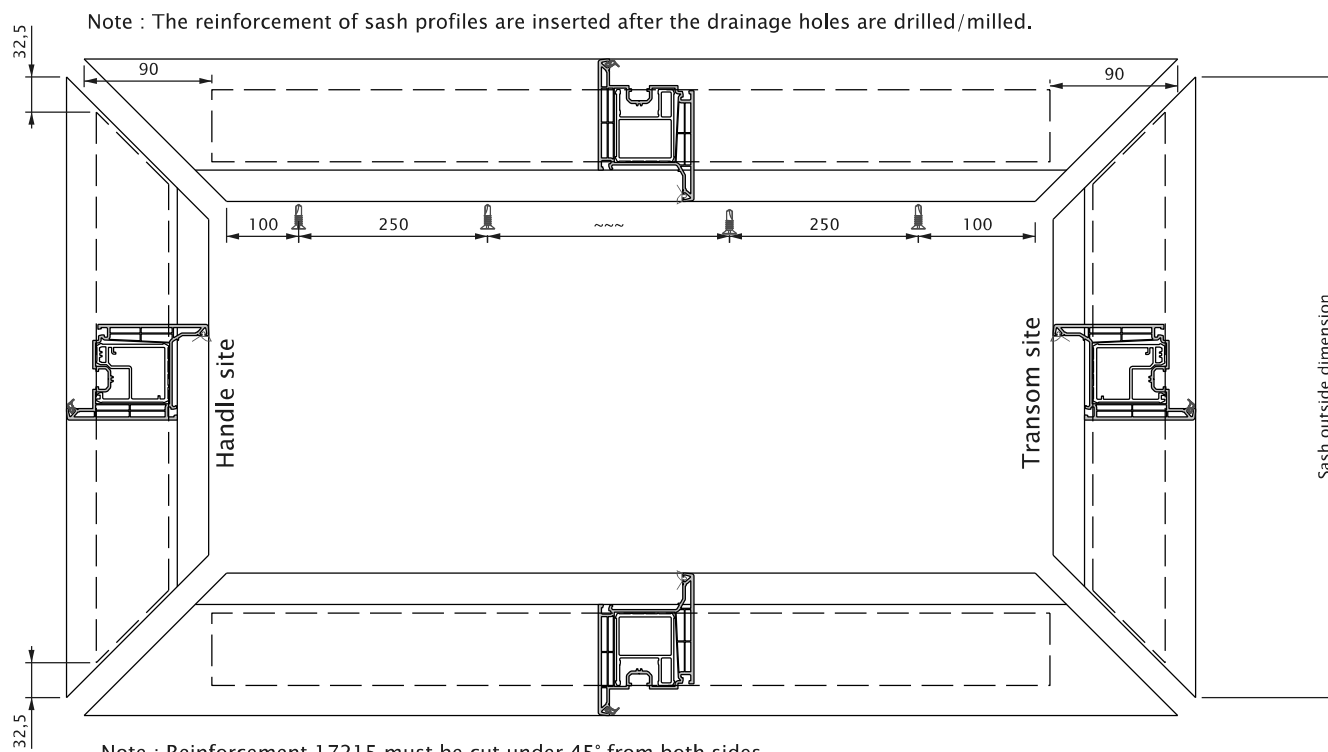 Note : The reinforcement of sash profiles are inserted after the drainage holes are drilled/milled.
32,5
90
90
100
250
~~~
250
100
Handle site
Transom site
Sash outside dimension
32,5
Note : Reinforcement 17215 must be cut under 45° from both sides